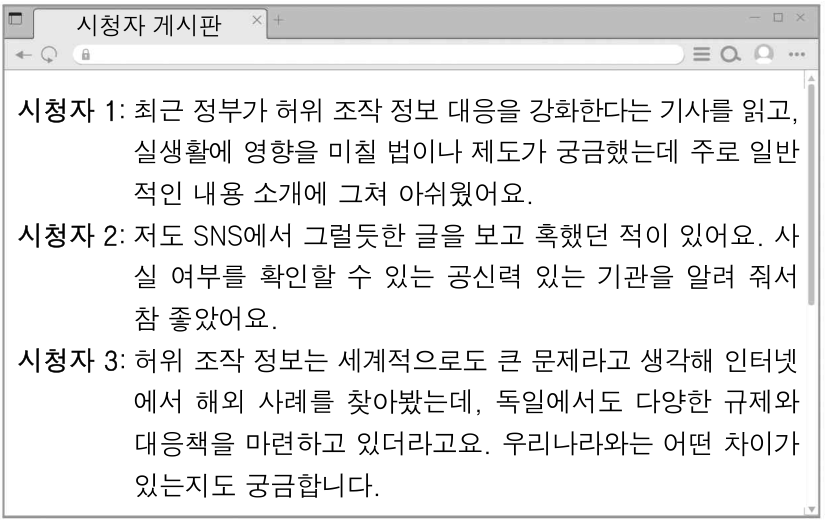 시청자 게시판
시청자 1: 최근 정부가 허위 조작 정보 대응을 강화한다는 기사를 읽고,
실생활에 영향을 미칠 법이나 제도가 궁금했는데 주로 일반
적인 내용 소개에 그쳐 아쉬웠어요.
시청자 2: 저도 SNS에서 그럴듯한 글을 보고 혹했던 적이 있어요. 사
실 여부를 확인할 수 있는 공신력 있는 기관을 알려 줘서
참 좋았어요.
시청자 3: 허위 조작 정보는 세계적으로도 큰 문제라고 생각해 인터넷
에서 해외 사례를 찾아봤는데, 독일에서도 다양한 규제와
대응책을 마련하고 있더라고요. 우리나라와는 어떤 차이가
있는지도 궁금합니다.